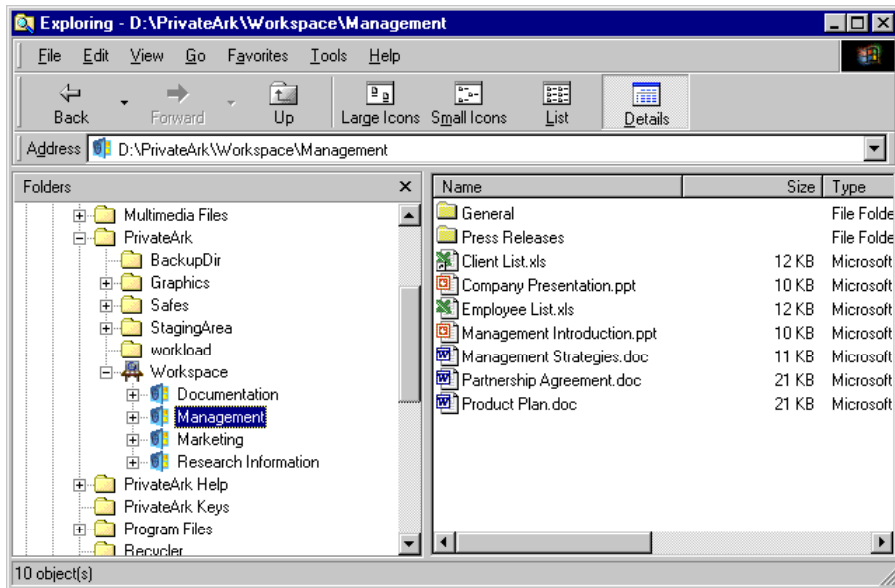 Exploring - D:\PrivateArk\Workspace\Management
File Edit View Go Favorites Tools Help
Back Forward Up Large Icons Small Icons List Details
Address D:\PrivateArk\Workspace\Management
Folders
Multimedia Files
PrivateArk
BackupDir
Graphics
Safes
StagingArea
workload
Workspace
Documentation
Management
Marketing
Research Information
PrivateArk Help
PrivateArk Keys
Program Files
Recycler
Name Size Type
General File Folde
Press Releases File Folde
Client List.xls 12 KB Microsoft
Company Presentation.ppt 10 KB Microsoft
Employee List.xls 12 KB Microsoft
Management Introduction.ppt 10 KB Microsoft
Management Strategies.doc 11 KB Microsoft
Partnership Agreement.doc 21 KB Microsoft
Product Plan.doc 21 KB Microsoft
10 object(s)